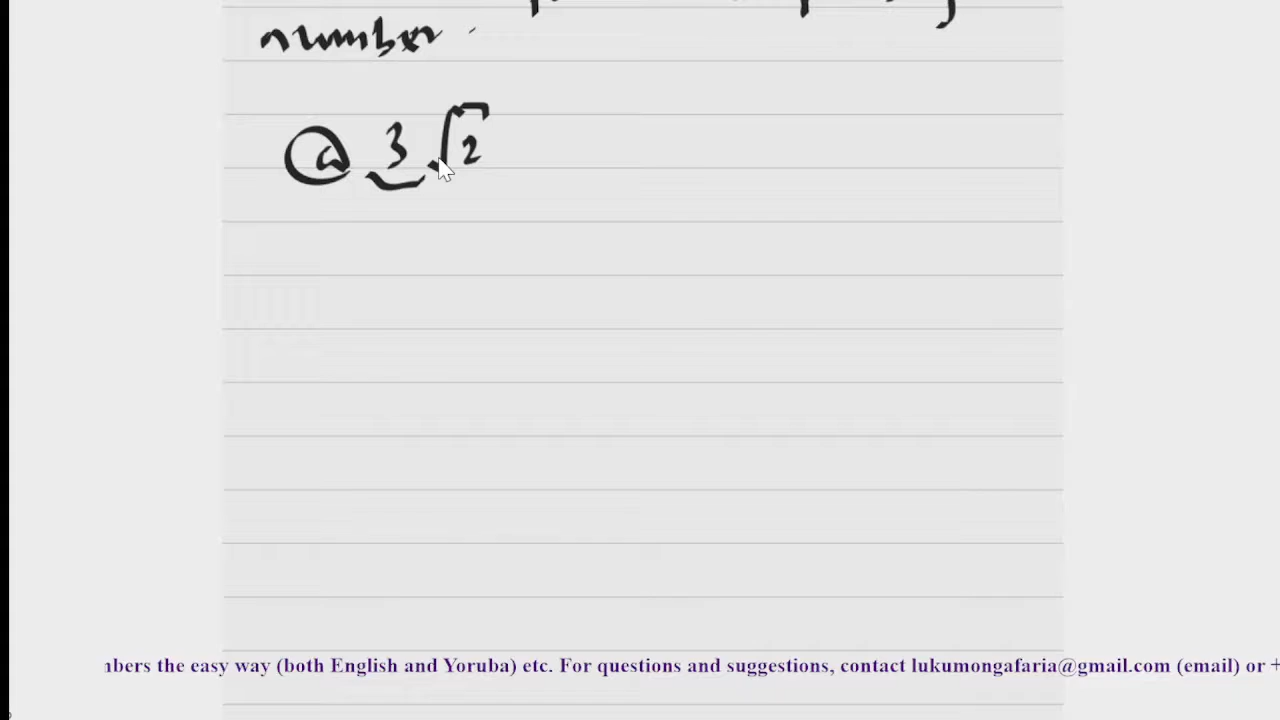 number.
ⓐ 3√2
nbers the easy way (both English and Yoruba) etc. For questions and suggestions, contact lukumongafaria@gmail.com (email) or +